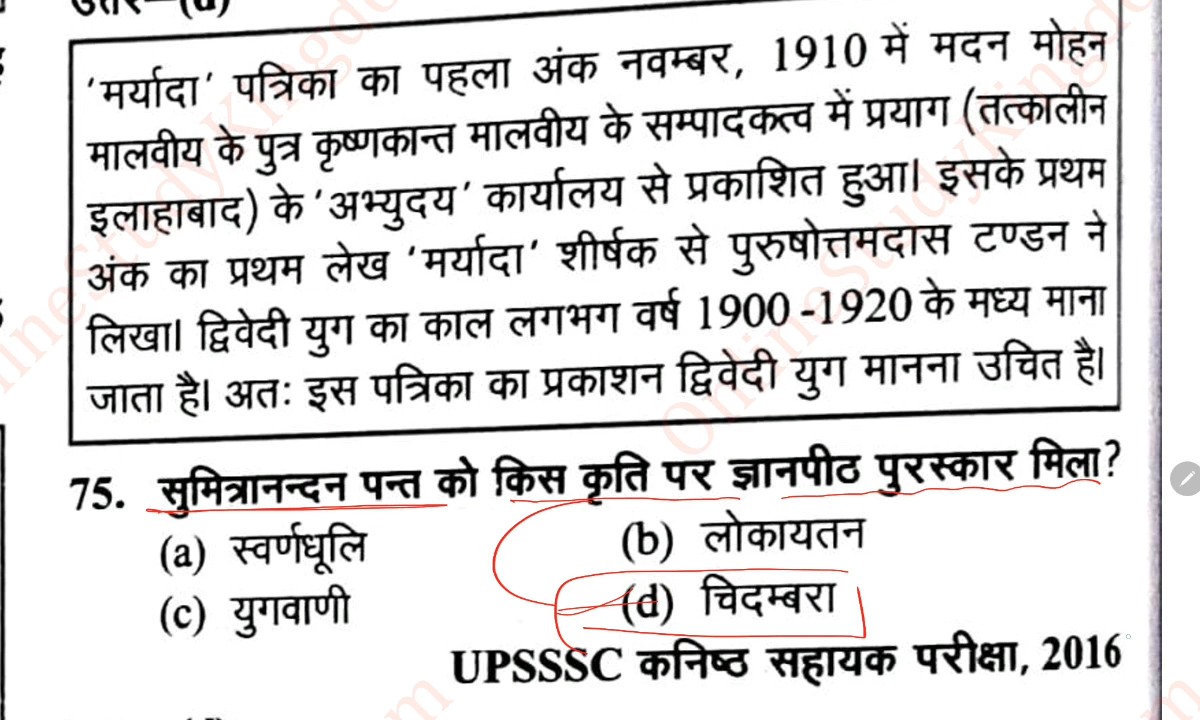 उत्तर—(d)
'मर्यादा' पत्रिका का पहला अंक नवम्बर, 1910 में मदन मोहन
मालवीय के पुत्र कृष्णकान्त मालवीय के सम्पादकत्व में प्रयाग (तत्कालीन
इलाहाबाद) के 'अभ्युदय' कार्यालय से प्रकाशित हुआ। इसके प्रथम
अंक का प्रथम लेख 'मर्यादा' शीर्षक से पुरुषोत्तमदास टण्डन ने
लिखा। द्विवेदी युग का काल लगभग वर्ष 1900 -1920 के मध्य माना
जाता है। अतः इस पत्रिका का प्रकाशन द्विवेदी युग मानना उचित है।
75. सुमित्रानन्दन पन्त को किस कृति पर ज्ञानपीठ पुरस्कार मिला?
(a) स्वर्णधूलि (b) लोकायतन
(c) युगवाणी (d) चिदम्बरा
UPSSSC कनिष्ठ सहायक परीक्षा, 2016
OnlineStudyKingdom